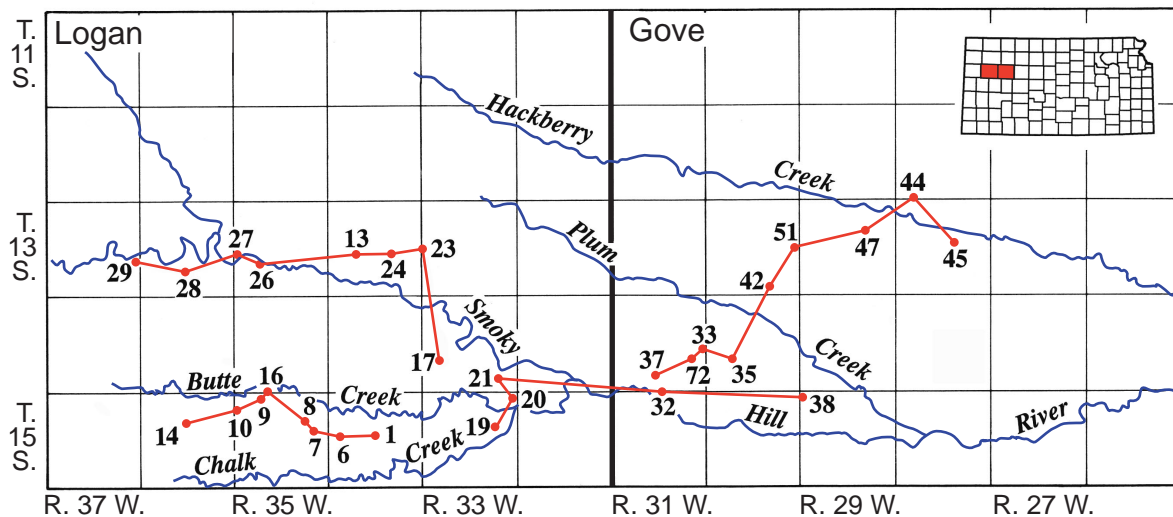 T.
11
S.
Logan
Gove
Hackberry
Creek
44
T.
13
S.
27
13
23
51
47
45
29
28
26
24
Plum
42
Smoky
17
33
37
72
35
Creek
Butte
16
Creek
21
20
32
38
T.
15
S.
14
10
9
8
7
6
1
19
Creek
Chalk
Hill
River
R. 37 W.
R. 35 W.
R. 33 W.
R. 31 W.
R. 29 W.
R. 27 W.